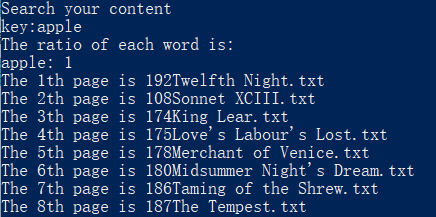 Search your content
key:apple
The ratio of each word is:
apple: 1
The 1th page is 192Twelfth Night.txt
The 2th page is 108Sonnet XCIII.txt
The 3th page is 174King Lear.txt
The 4th page is 175Love's Labour's Lost.txt
The 5th page is 178Merchant of Venice.txt
The 6th page is 180Midsummer Night's Dream.txt
The 7th page is 186Taming of the Shrew.txt
The 8th page is 187The Tempest.txt